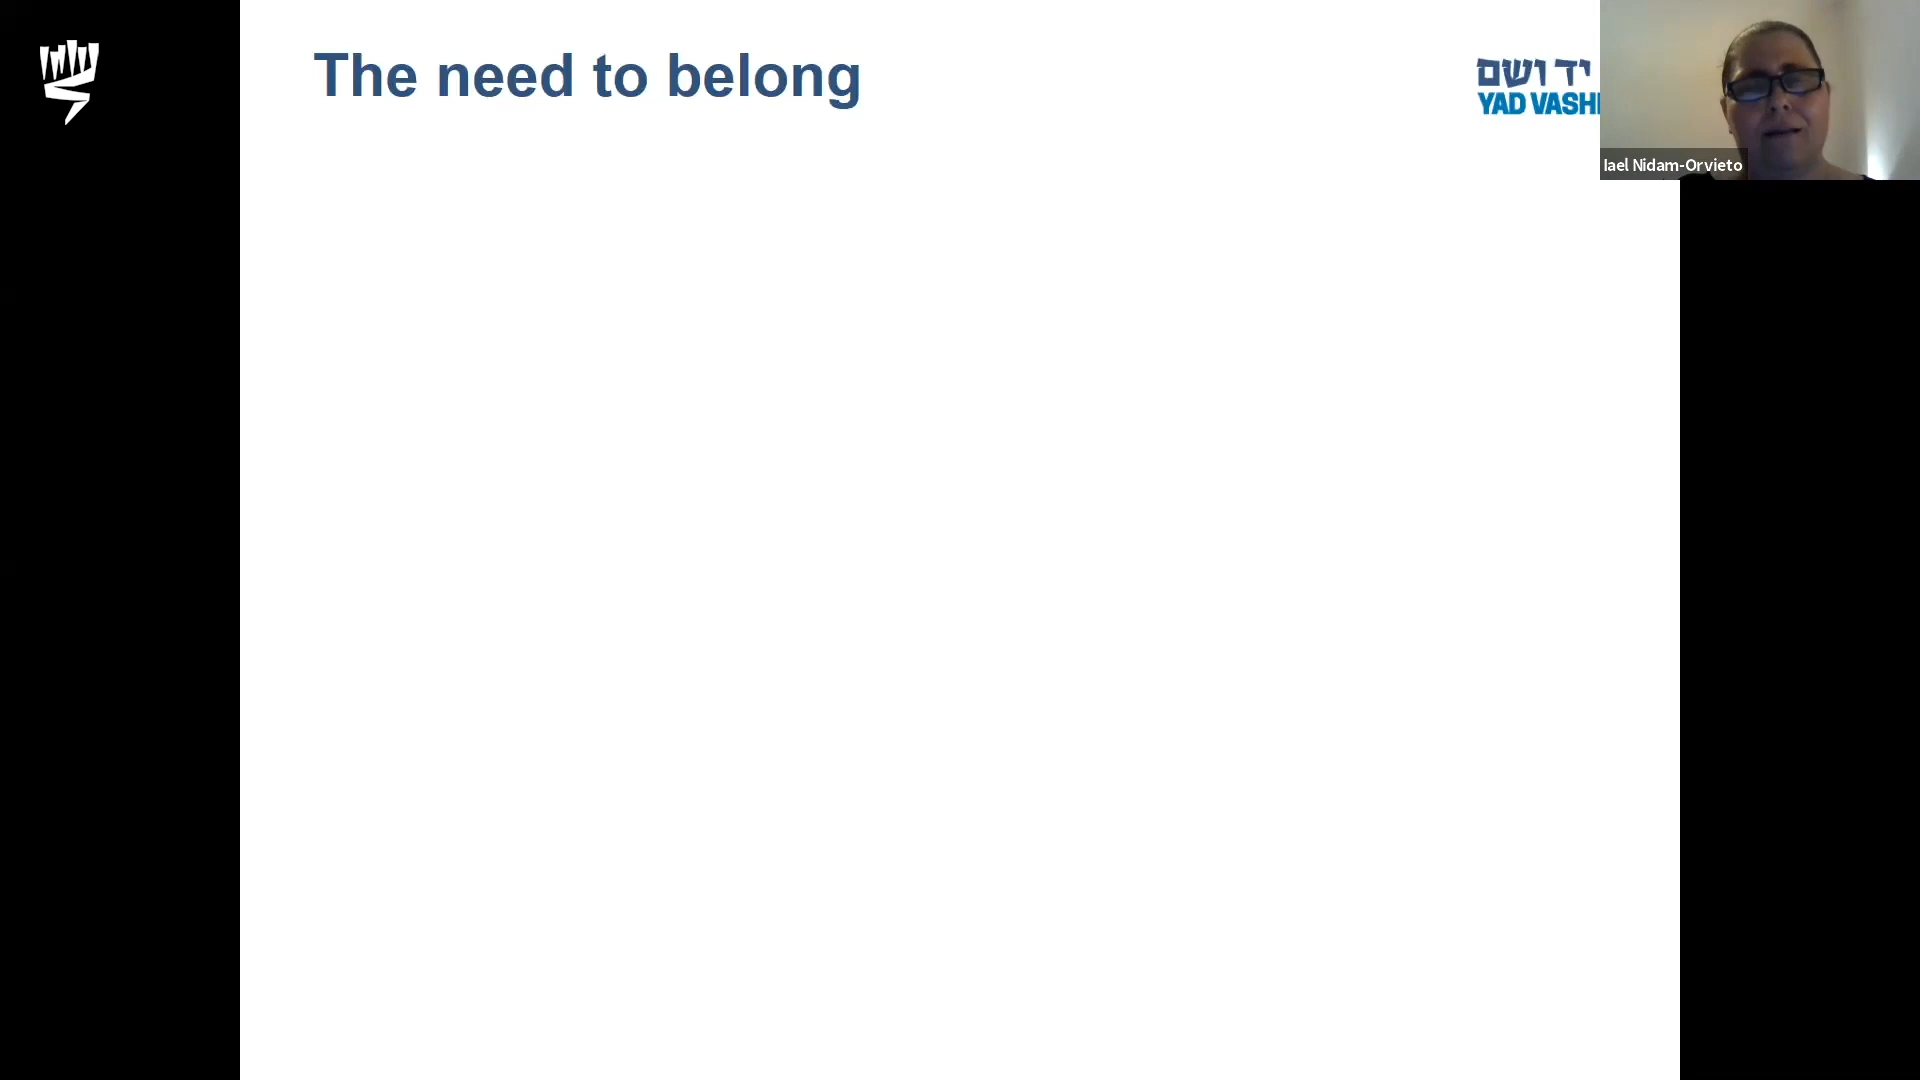 The need to belong
יד ושם
YAD VASH
Iael Nidam-Orvieto